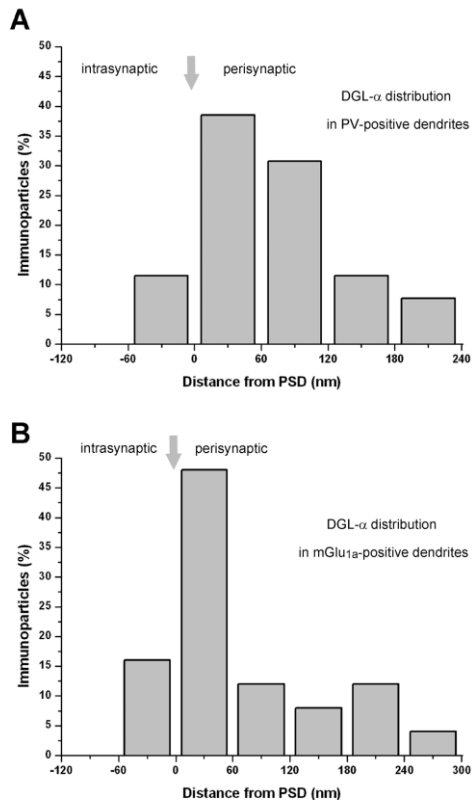 A
50
45
40
35
30
25
20
15
10
5
0
Immunoparticles (%)
intrasynaptic perisynaptic
DGL-α distribution
in PV-positive dendrites
-120 -60 0 60 120 180 240
Distance from PSD (nm)
B
50
45
40
35
30
25
20
15
10
5
0
Immunoparticles (%)
intrasynaptic perisynaptic
DGL-α distribution
in mGlu1a-positive dendrites
-120 -60 0 60 120 180 240 300
Distance from PSD (nm)